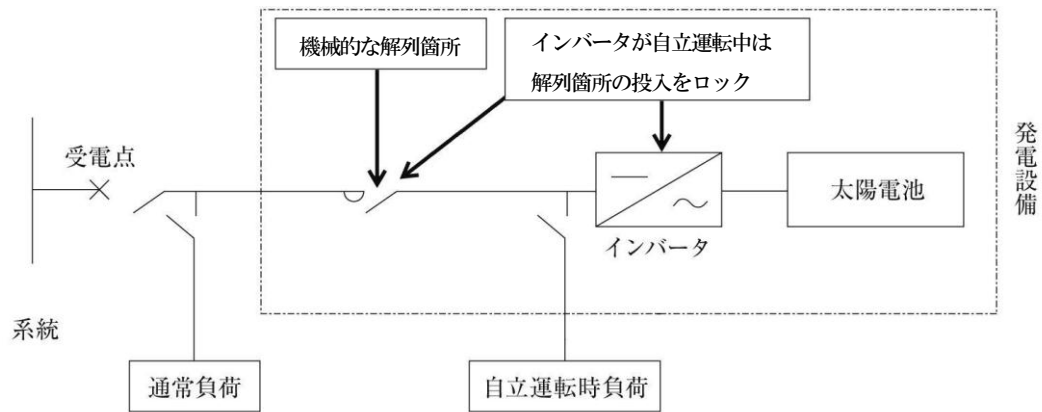 機械的な解列箇所
インバータが自立運転中は
解列箇所の投入をロック
受電点
太陽電池
発電設備
インバータ
系統
通常負荷
自立運転時負荷